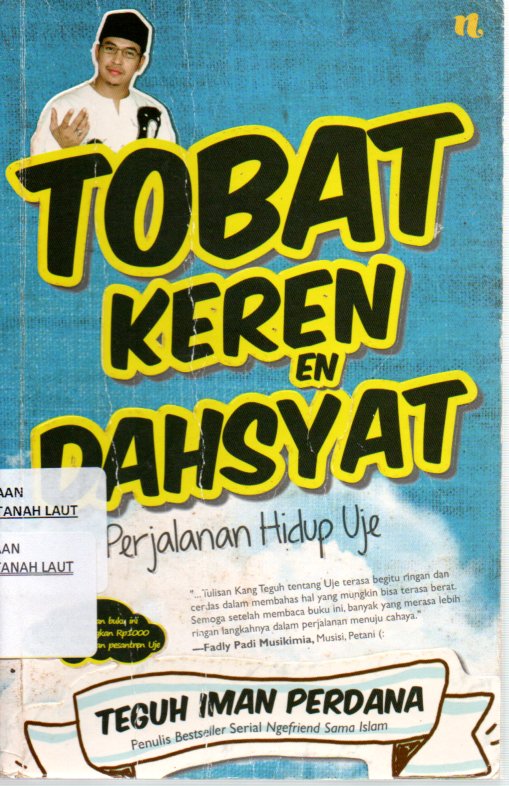 n
TOBAT
KEREN
EN
DAHSYAT
Perjalanan Hidup Uje
AAN
TANAH LAUT
AAN
TANAH LAUT
"...Tulisan Kang Teguh tentang Uje terasa begitu ringan dan
cerdas dalam membahas hal yang mungkin bisa terasa berat.
Semoga setelah membaca buku ini, banyak yang merasa lebih
ringan langkahnya dalam perjalanan menuju cahaya."
—Fadly Padi Musikimia, Musisi, Petani (:
an buku ini
kan Rp1000
an pesantren Uje
TEGUH IMAN PERDANA
Penulis Bestseller Serial Ngefriend Sama Islam